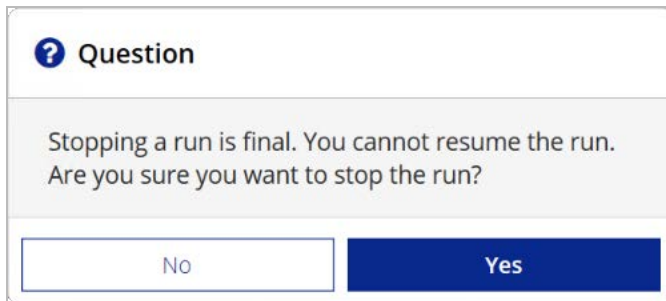 Question
Stopping a run is final. You cannot resume the run.
Are you sure you want to stop the run?
No
Yes